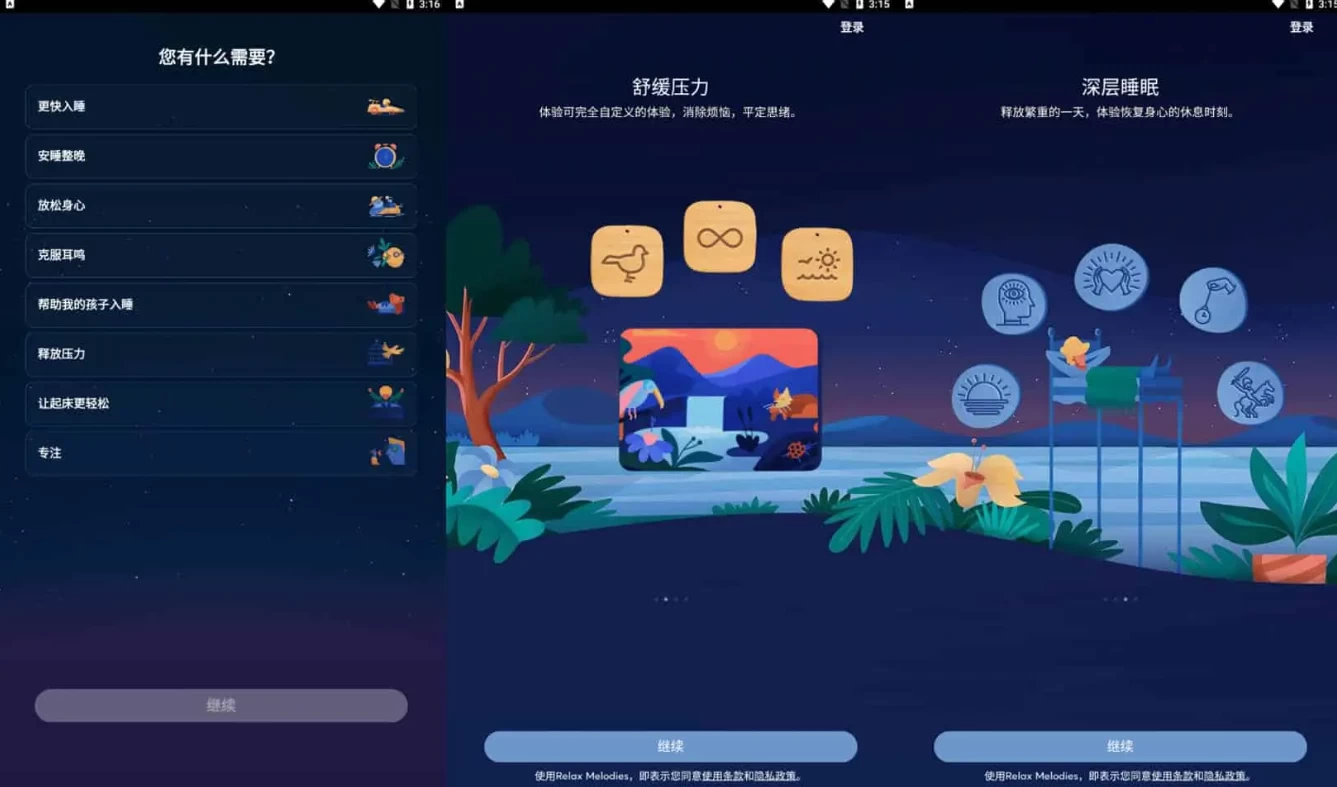 3:16
您有什么需要?
更快入睡
安睡整晚
放松身心
克服耳鸣
帮助我的孩子入睡
释放压力
让起床更轻松
专注
继续
3:15
登录
舒缓压力
体验可完全自定义的体验，消除烦恼，平定思绪。
继续
使用Relax Melodies，即表示您同意使用条款和隐私政策。
3:15
登录
深层睡眠
释放繁重的一天，体验恢复身心的休息时刻。
继续
使用Relax Melodies，即表示您同意使用条款和隐私政策。